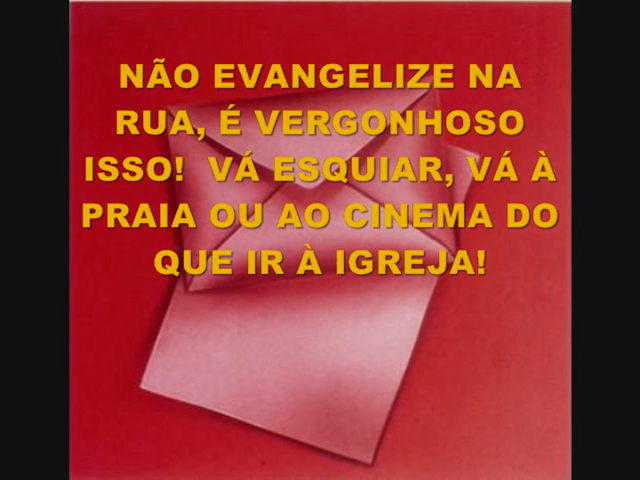 NÃO EVANGELIZE NA
RUA, É VERGONHOSO
ISSO!  VÁ ESQUIAR, VÁ À
PRAIA OU AO CINEMA DO
QUE IR À IGREJA!